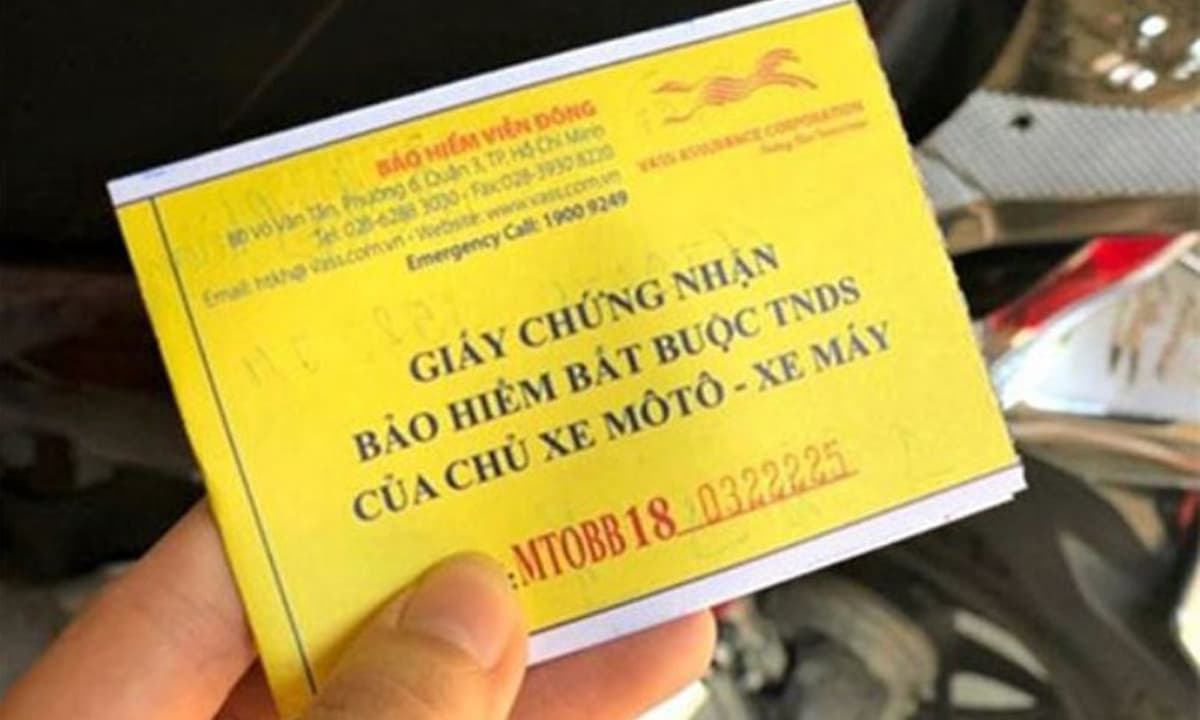 BẢO HIỂM VIỄN ĐÔNG
80 Võ Văn Tần, Phường 6, Quận 3, TP. Hồ Chí Minh
Tel: 028-6288 3030 - Fax: 028-3930 8220
Email: htkh@vass.com.vn - Website: www.vass.com.vn
Emergency Call: 1900 9249
VASS ASSURANCE CORPORATION
GIẤY CHỨNG NHẬN
BẢO HIỂM BẮT BUỘC TNDS
CỦA CHỦ XE MÔTÔ - XE MÁY
:MTOBB18 0322225